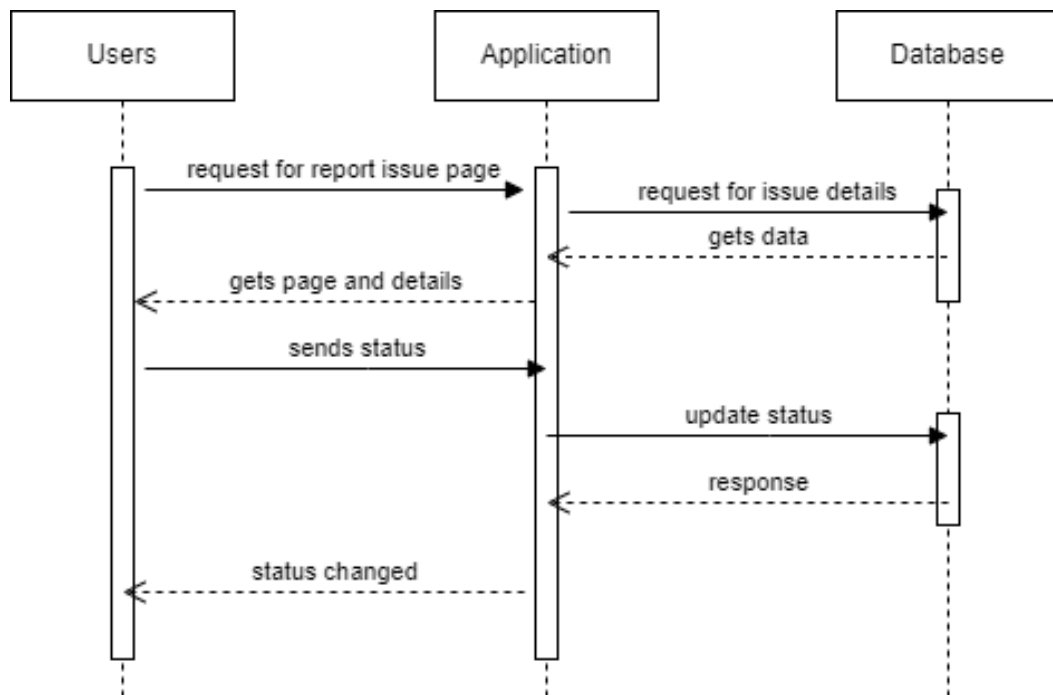 Users
Application
Database
request for report issue page
request for issue details
gets data
gets page and details
sends status
update status
response
status changed